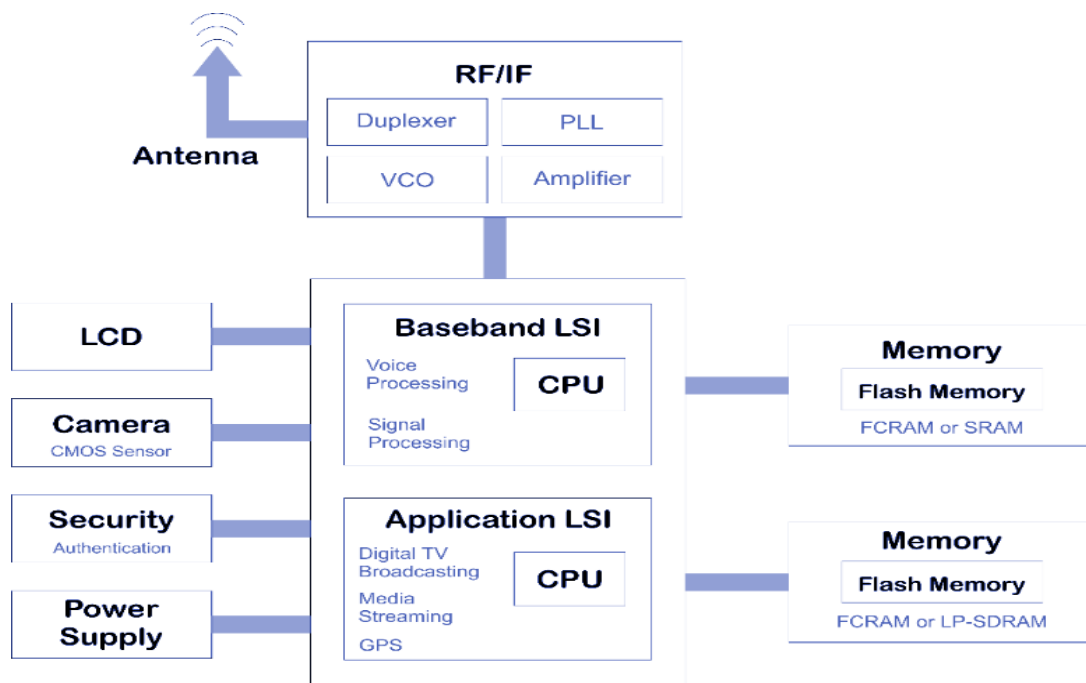 RF/IF
Duplexer
PLL
VCO
Amplifier
Antenna
LCD
Camera
CMOS Sensor
Security
Authentication
Power
Supply
Baseband LSI
Voice
Processing
CPU
Signal
Processing
Application LSI
Digital TV
Broadcasting
CPU
Media
Streaming
GPS
Memory
Flash Memory
FCRAM or SRAM
Memory
Flash Memory
FCRAM or LP-SDRAM